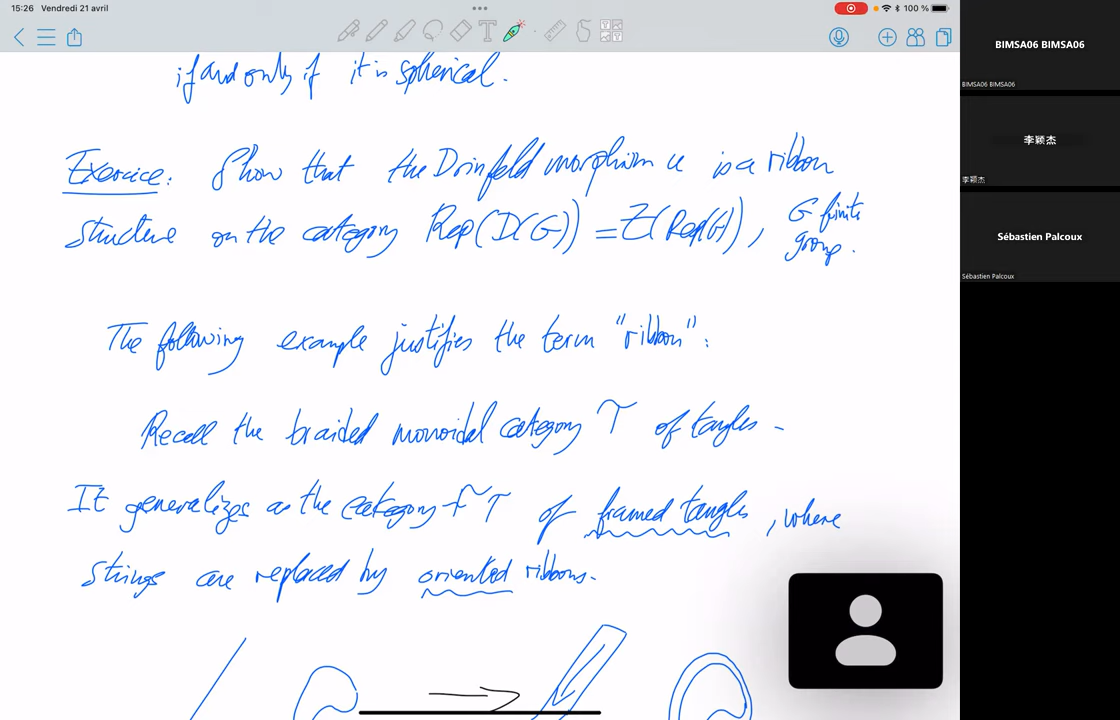 15:26 Vendredi 21 avril
100 %
if and only if it is spherical.
Exercice: Show that the Drinfeld morphism u is a ribbon
structure on the category Rep(D(G)) = Z(Rep(G)), G finite
group.
The following example justifies the term "ribbon":
Recall the braided monoidal category T of tangles.
It generalizes as the category FT of framed tangles, where
strings are replaced by oriented ribbons.
BIMSA06 BIMSA06
BIMSA06 BIMSA06
李颖杰
李颖杰
Sébastien Palcoux
Sébastien Palcoux